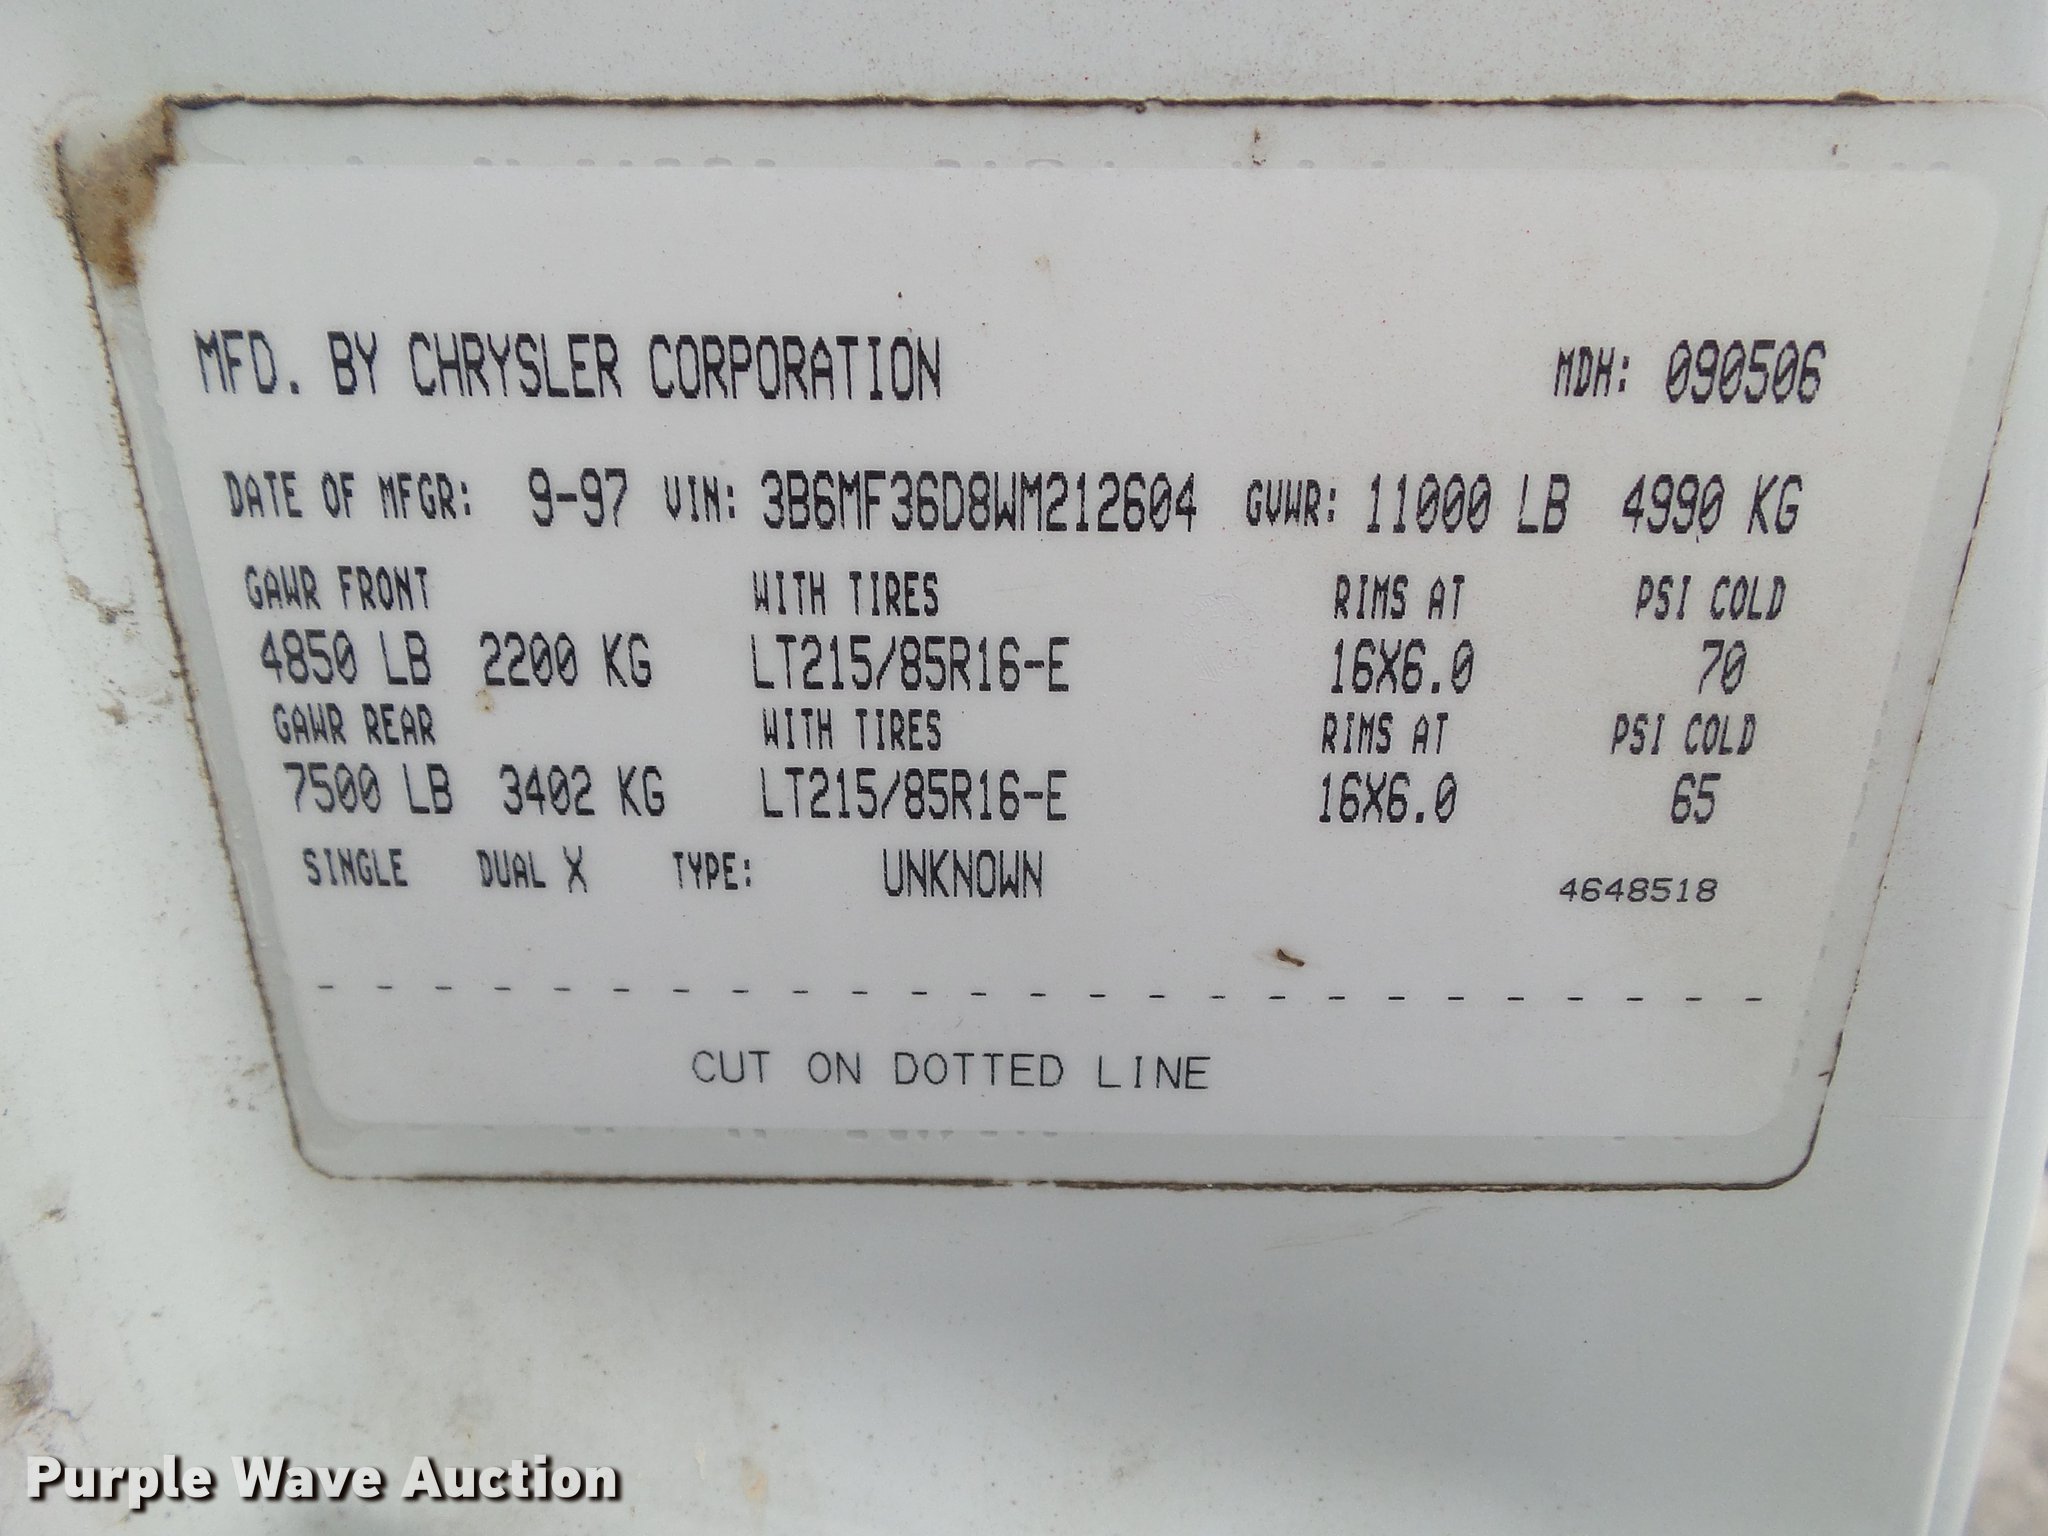 MFD. BY CHRYSLER CORPORATION MDH: 090506
DATE OF MFGR: 9-97 VIN: 3B6MF36D8WM212604 GVWR: 11000 LB 4990 KG
GAWR FRONT WITH TIRES RIMS AT PSI COLD
4850 LB 2200 KG LT215/85R16-E 16X6.0 70
GAWR REAR WITH TIRES RIMS AT PSI COLD
7500 LB 3402 KG LT215/85R16-E 16X6.0 65
SINGLE DUAL X TYPE: UNKNOWN 4648518
CUT ON DOTTED LINE
Purple Wave Auction